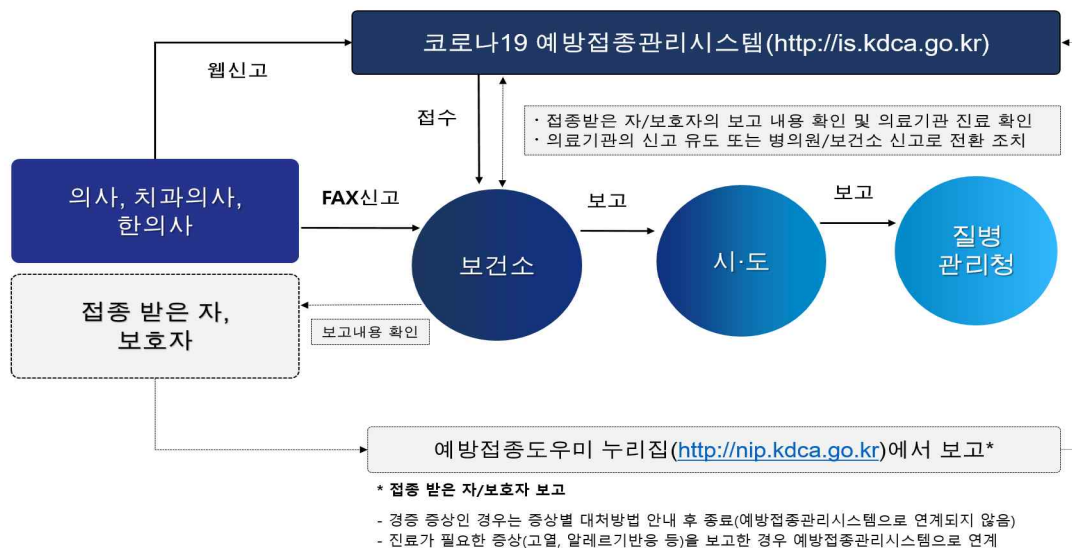 코로나19 예방접종관리시스템(http://is.kdca.go.kr)
웹신고
접수
· 접종받은 자/보호자의 보고 내용 확인 및 의료기관 진료 확인
· 의료기관의 신고 유도 또는 병의원/보건소 신고로 전환 조치
의사, 치과의사,
한의사
FAX신고
보건소
보고
시·도
보고
질병
관리청
접종 받은 자,
보호자
보고내용 확인
예방접종도우미 누리집(http://nip.kdca.go.kr)에서 보고*
* 접종 받은 자/보호자 보고
- 경증 증상인 경우는 증상별 대처방법 안내 후 종료(예방접종관리시스템으로 연계되지 않음)
- 진료가 필요한 증상(고열, 알레르기반응 등)을 보고한 경우 예방접종관리시스템으로 연계